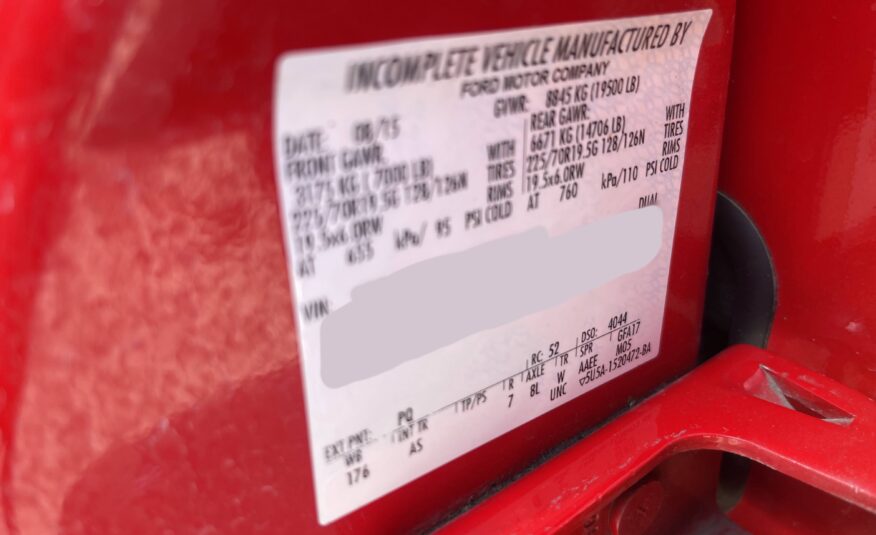 INCOMPLETE VEHICLE MANUFACTURED BY
FORD MOTOR COMPANY
DATE: 08/15 GVWR: 8845 KG (19500 LB)
FRONT GAWR: REAR GAWR:
3175 KG ( 7000 LB) WITH 6671 KG (14706 LB) WITH
225/70R19.5G 128/126N TIRES 225/70R19.5G 128/126N TIRES
19.5x6.0RW RIMS 19.5x6.0RW RIMS
AT 655 kPa/ 95 PSI COLD AT 760 kPa/110 PSI COLD
DUAL
VIN:
EXT PNT: PQ RC: 52 DSO: 4044
WB INT TR TP/PS R AXLE TR SPR GFA17
176 AS 7 8L W AAEE M05
UNC ▽5U5A-1520472-BA